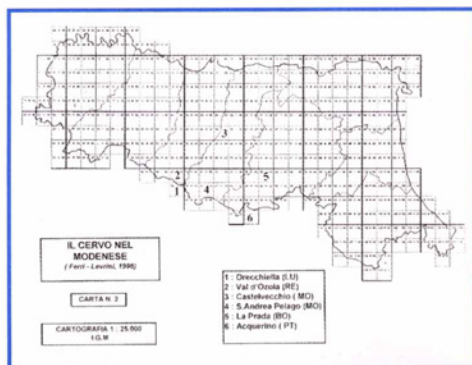 3
2
5
1
4
6
IL CERVO NEL
MODENESE
( Ferri - Levrini, 1996)
CARTA N. 2
CARTOGRAFIA 1 : 25.000
I.G.M
1 : Orecchiella (LU)
2 : Val d'Ozola (RE)
3 : Castelvecchio ( MO)
4 : S.Andrea Pelago (MO)
5 : La Prada (BO)
6 : Acquerino ( PT)